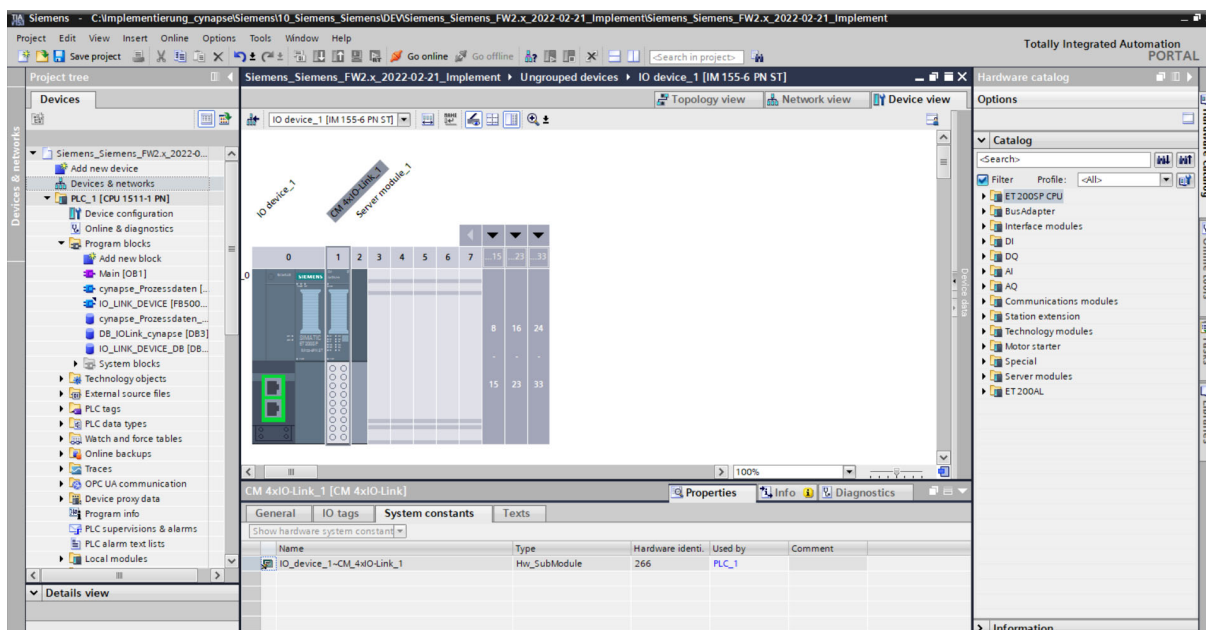 Siemens - C:\Implementierung_cynapse\Siemens\10_Siemens_Siemens\DEV\Siemens_Siemens_FW2.x_2022-02-21_Implement\Siemens_Siemens_FW2.x_2022-02-21_Implement
Project Edit View Insert Online Options Tools Window Help
Totally Integrated Automation
PORTAL
Save project Go online Go offline <Search in project>
Project tree
Devices
Devices & networks
Siemens_Siemens_FW2.x_2022-0...
Add new device
Devices & networks
PLC_1 [CPU 1511-1 PN]
Device configuration
Online & diagnostics
Program blocks
Add new block
Main [OB1]
cynapse_Prozessdaten [...
IO_LINK_DEVICE [FB500...
cynapse_Prozessdaten_...
DB_IOLink_cynapse [DB3]
IO_LINK_DEVICE_DB [DB...
System blocks
Technology objects
External source files
PLC tags
PLC data types
Watch and force tables
Online backups
Traces
OPC UA communication
Device proxy data
Program info
PLC supervisions & alarms
PLC alarm text lists
Local modules
Details view
Siemens_Siemens_FW2.x_2022-02-21_Implement Ungrouped devices IO device_1 [IM 155-6 PN ST]
Topology view Network view Device view
IO device_1 [IM 155-6 PN ST]
IO device_1
CM 4xIO-Link_1
Server module_1
0 1 2 3 4 5 6 7 ...15 ...23 ...33
_0
SIEMENS
8 16 24
- - -
15 23 33
Device data
100%
CM 4xIO-Link_1 [CM 4xIO-Link]
Properties Info Diagnostics
General IO tags System constants Texts
Show hardware system constant
Name Type Hardware identi. Used by Comment
IO_device_1~CM_4xIO-Link_1 Hw_SubModule 266 PLC_1
Hardware catalog
Options
Catalog
<Search>
Filter Profile: <All>
ET 200SP CPU
BusAdapter
Interface modules
DI
DQ
AI
AQ
Communications modules
Station extension
Technology modules
Motor starter
Special
Server modules
ET 200AL
Information